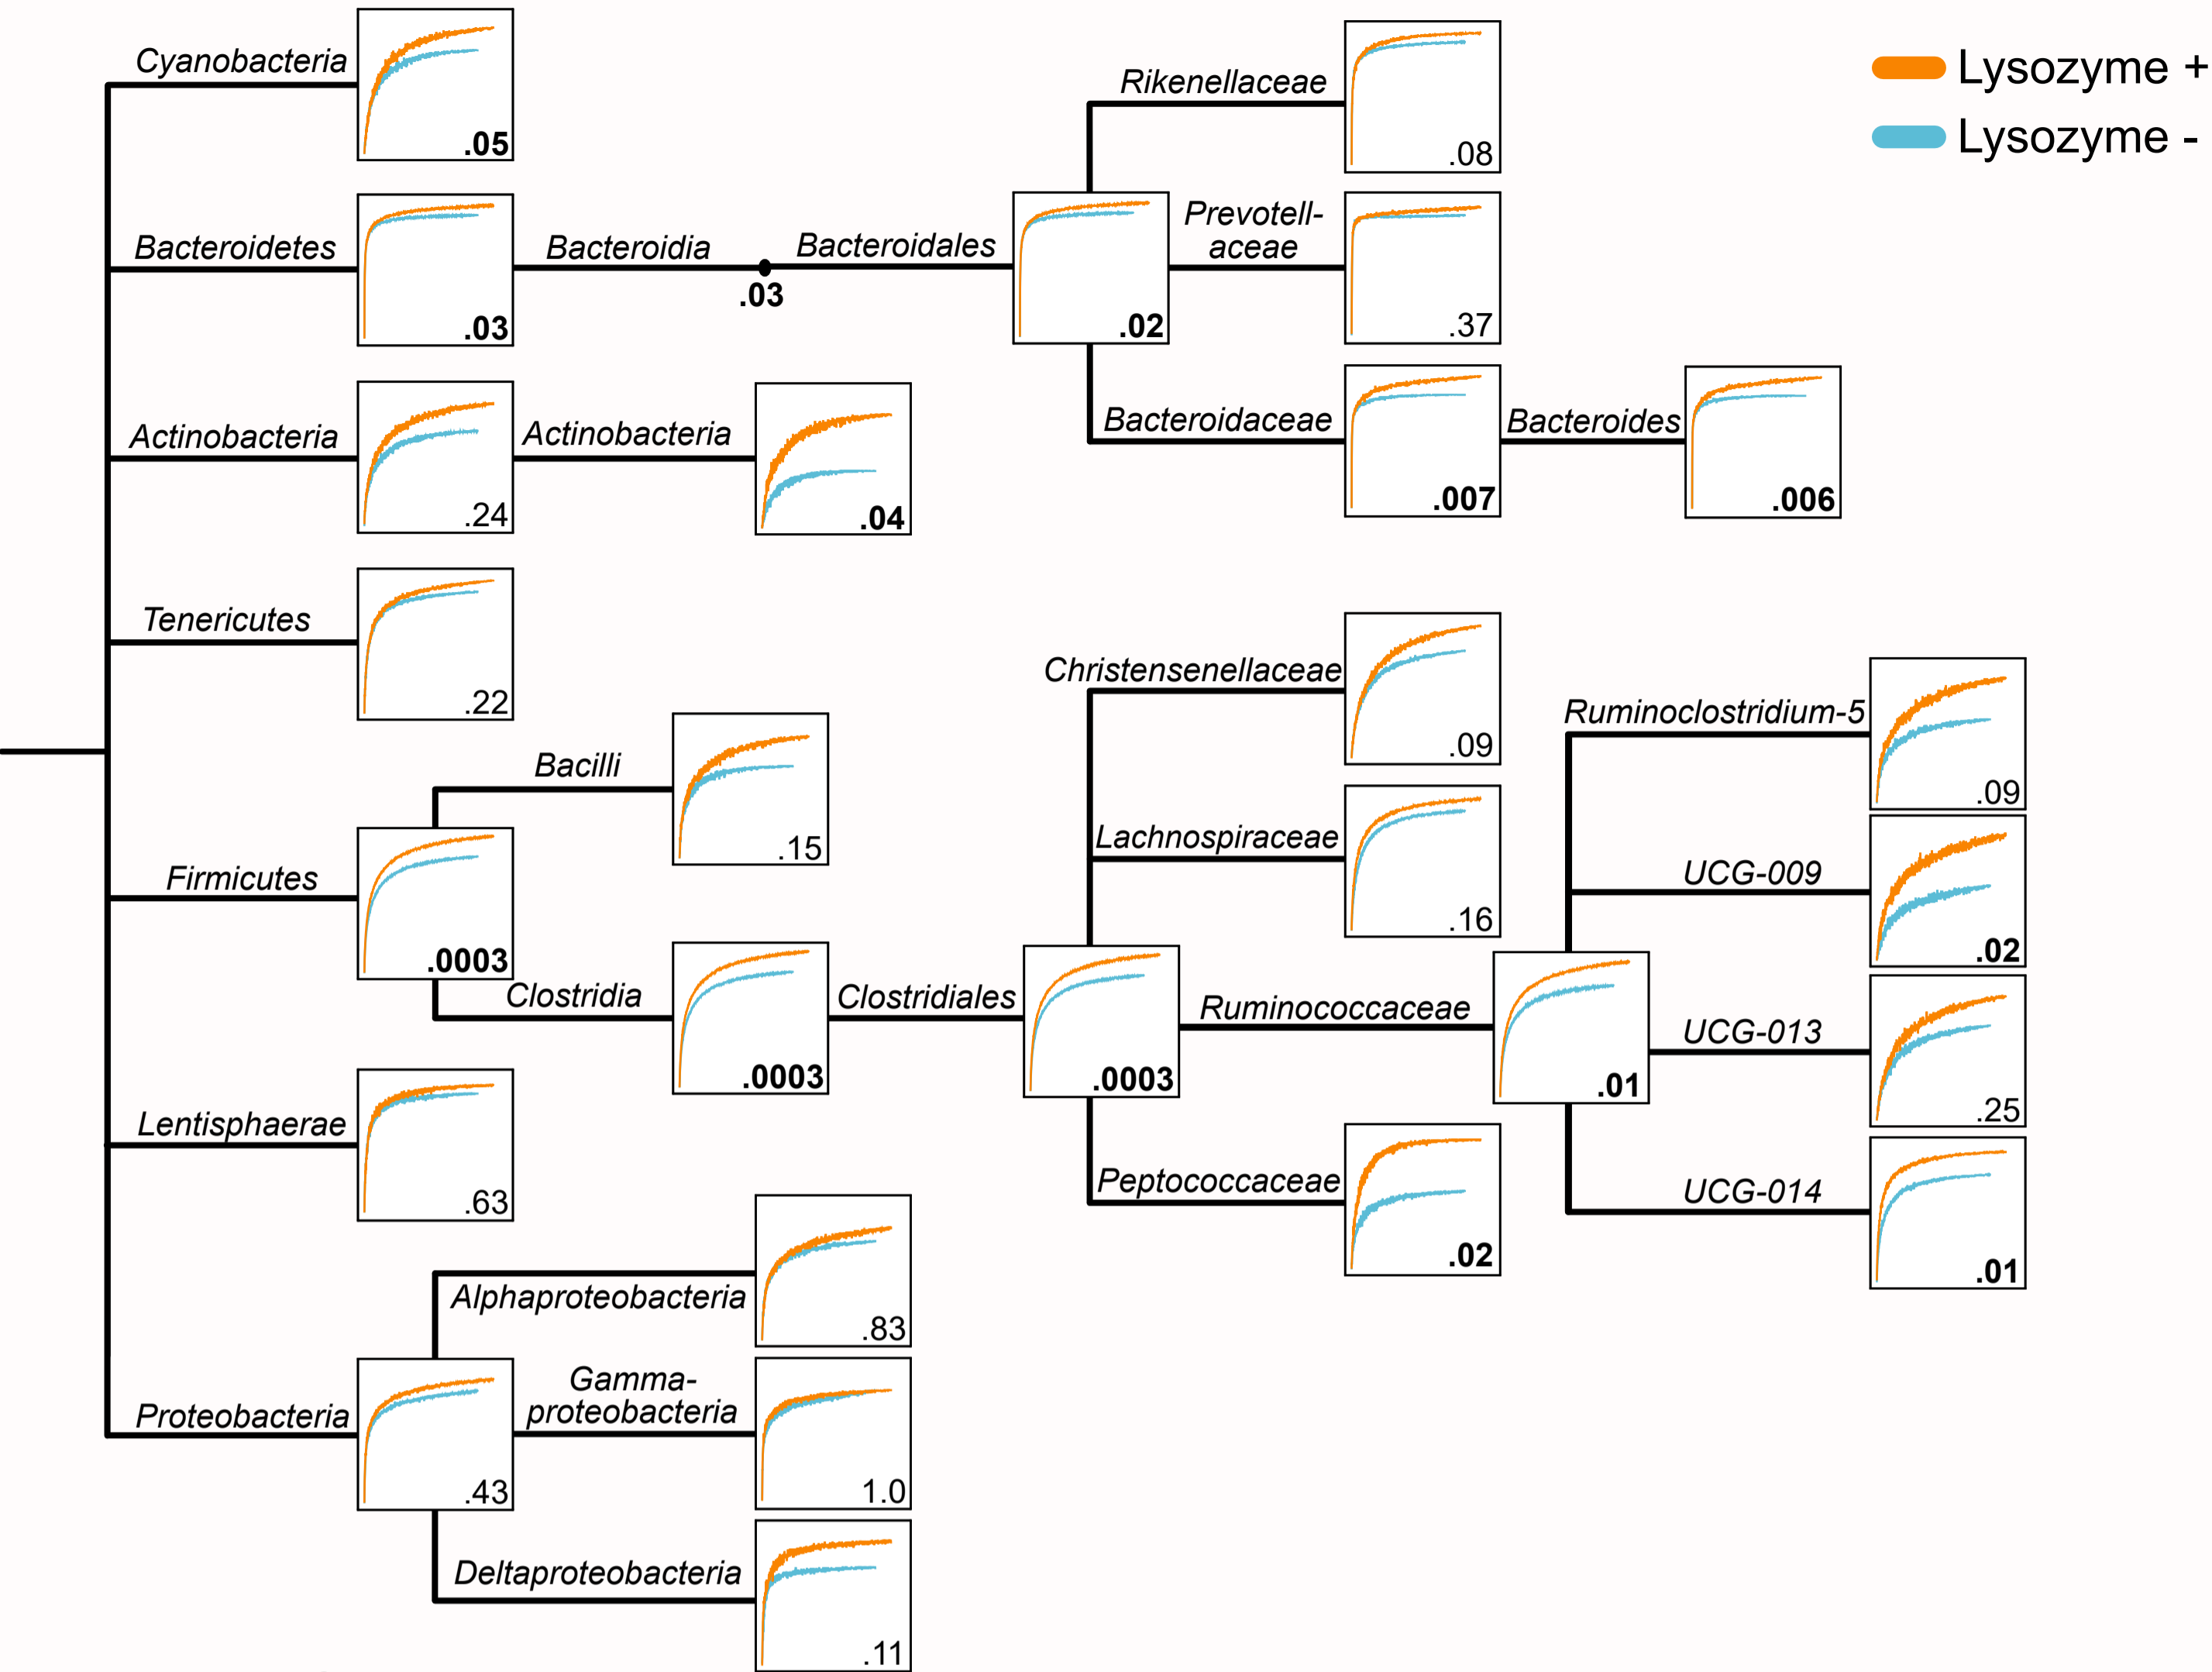 Cyanobacteria
.05
Rikenellaceae
.08
Lysozyme +
Lysozyme -
Bacteroidetes
.03
Bacteroidia
.03
Bacteroidales
.02
Prevotell-
aceae
.37
Actinobacteria
.24
Actinobacteria
.04
Bacteroidaceae
.007
Bacteroides
.006
Tenericutes
.22
Bacilli
.15
Firmicutes
.0003
Clostridia
.0003
Clostridiales
.0003
Christensenellaceae
.09
Lachnospiraceae
.16
Ruminococcaceae
.01
Peptococcaceae
.02
Ruminoclostridium-5
.09
UCG-009
.02
UCG-013
.25
UCG-014
.01
Lentisphaerae
.63
Proteobacteria
.43
Alphaproteobacteria
.83
Gamma-
proteobacteria
1.0
Deltaproteobacteria
.11